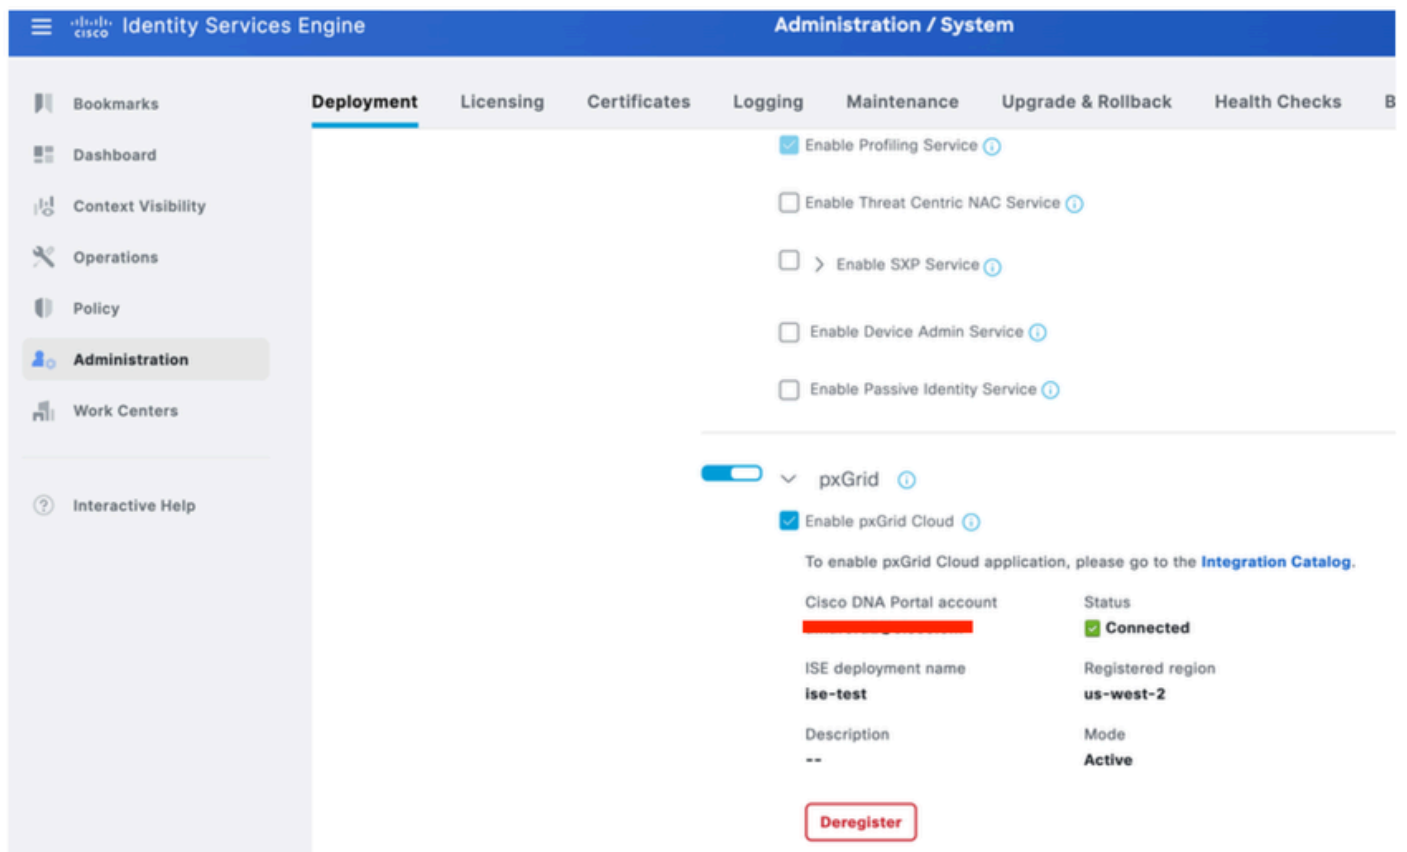 cisco Identity Services Engine
Administration / System
Bookmarks
Dashboard
Context Visibility
Operations
Policy
Administration
Work Centers
Interactive Help
Deployment Licensing Certificates Logging Maintenance Upgrade & Rollback Health Checks B
Enable Profiling Service
Enable Threat Centric NAC Service
Enable SXP Service
Enable Device Admin Service
Enable Passive Identity Service
pxGrid
Enable pxGrid Cloud
To enable pxGrid Cloud application, please go to the Integration Catalog.
Cisco DNA Portal account
Status
Connected
ISE deployment name
ise-test
Registered region
us-west-2
Description
--
Mode
Active
Deregister